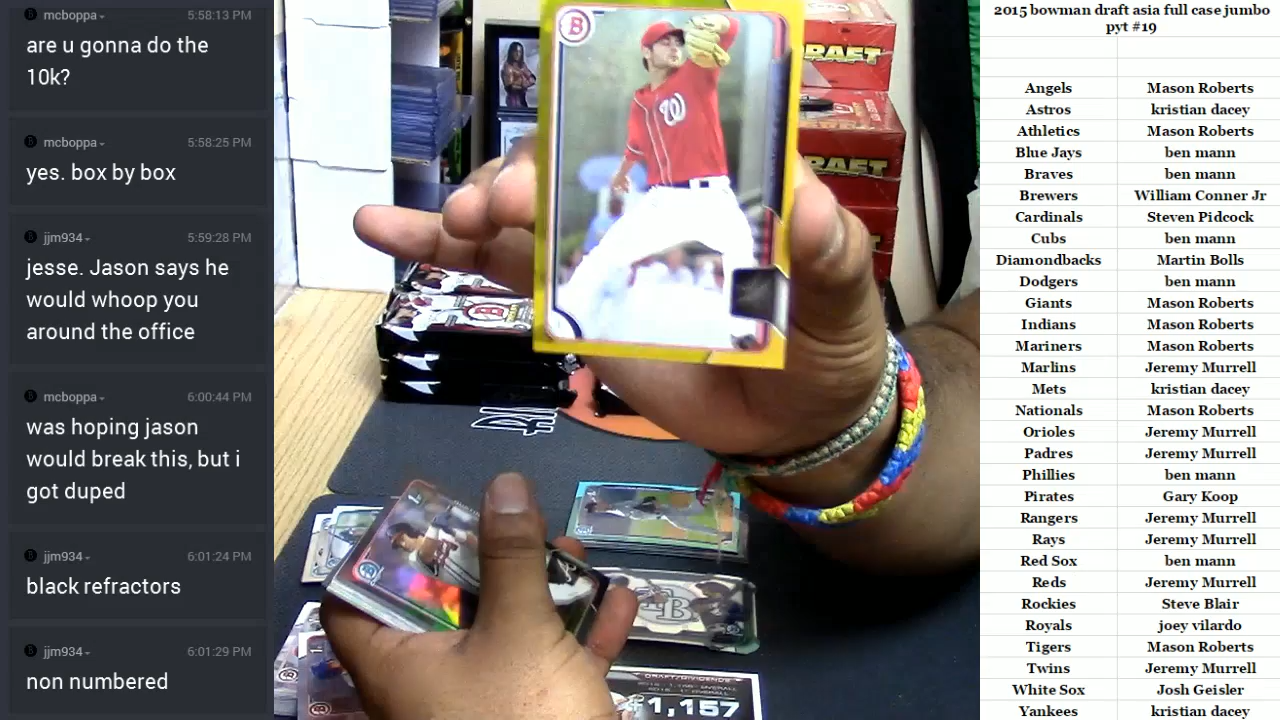 mcboppa 5:58:13 PM
are u gonna do the
10k?
mcboppa 5:58:25 PM
yes. box by box
jjm934 5:59:28 PM
jesse. Jason says he
would whoop you
around the office
mcboppa 6:00:44 PM
was hoping jason
would break this, but i
got duped
jjm934 6:01:24 PM
black refractors
jjm934 6:01:29 PM
non numbered
B
W
DRAFT
DRAFT
B
TB
DRAFT DIVIDENDS
1,157
2015 bowman draft asia full case jumbo
pyt #19
Angels Mason Roberts
Astros kristian dacey
Athletics Mason Roberts
Blue Jays ben mann
Braves ben mann
Brewers William Conner Jr
Cardinals Steven Pidcock
Cubs ben mann
Diamondbacks Martin Bolls
Dodgers ben mann
Giants Mason Roberts
Indians Mason Roberts
Mariners Mason Roberts
Marlins Jeremy Murrell
Mets kristian dacey
Nationals Mason Roberts
Orioles Jeremy Murrell
Padres Jeremy Murrell
Phillies ben mann
Pirates Gary Koop
Rangers Jeremy Murrell
Rays Jeremy Murrell
Red Sox ben mann
Reds Jeremy Murrell
Rockies Steve Blair
Royals joey vilardo
Tigers Mason Roberts
Twins Jeremy Murrell
White Sox Josh Geisler
Yankees kristian dacey